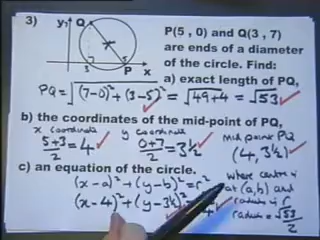 3)
y
Q
3
P
x
P(5 , 0) and Q(3 , 7)
are ends of a diameter
of the circle. Find:
a) exact length of PQ,
PQ = √((7-0)² + (3-5)²) = √(49+4) = √53
b) the coordinates of the mid-point of PQ,
x coordinate
y coordinate
mid point PQ
(5+3)/2 = 4
(0+7)/2 = 3½
(4, 3½)
c) an equation of the circle.
where centre is
(x-a)² + (y-b)² = r²
at (a,b) and
radius is r
(x-4)² + (y-3½)² =
radius = √53/2